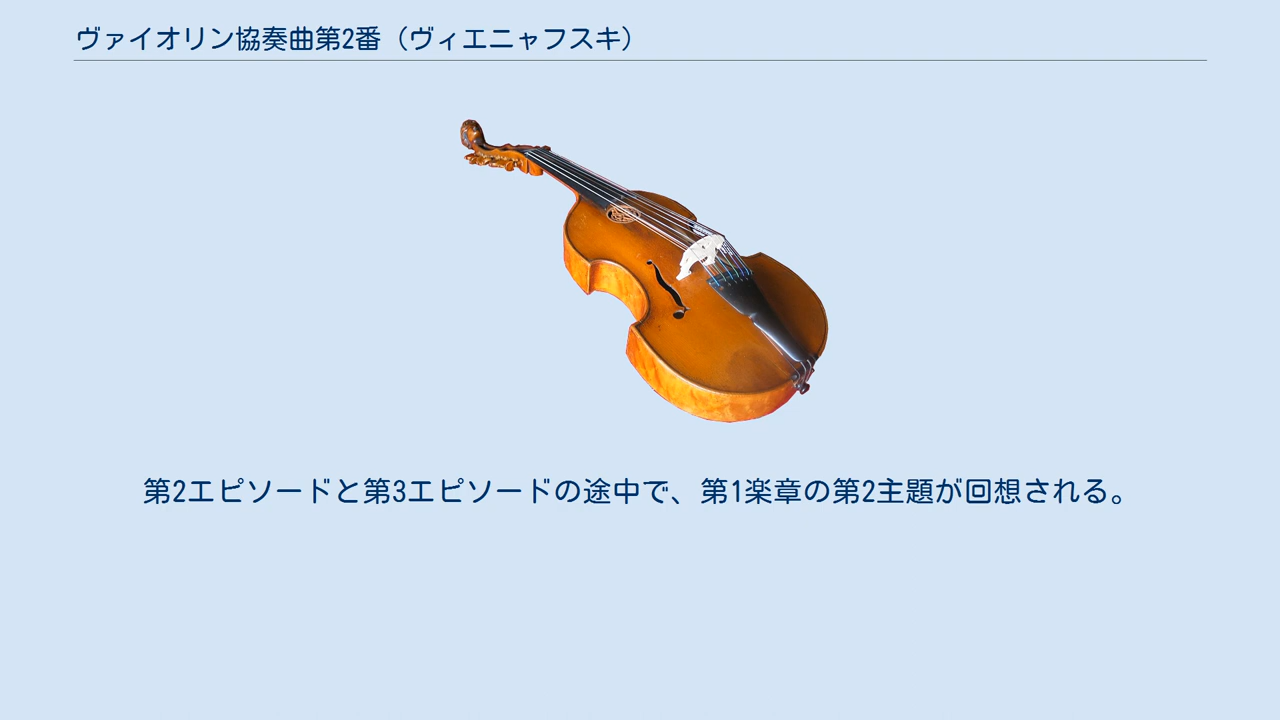 ヴァイオリン協奏曲第2番（ヴィエニャフスキ）
第2エピソードと第3エピソードの途中で、第1楽章の第2主題が回想される。